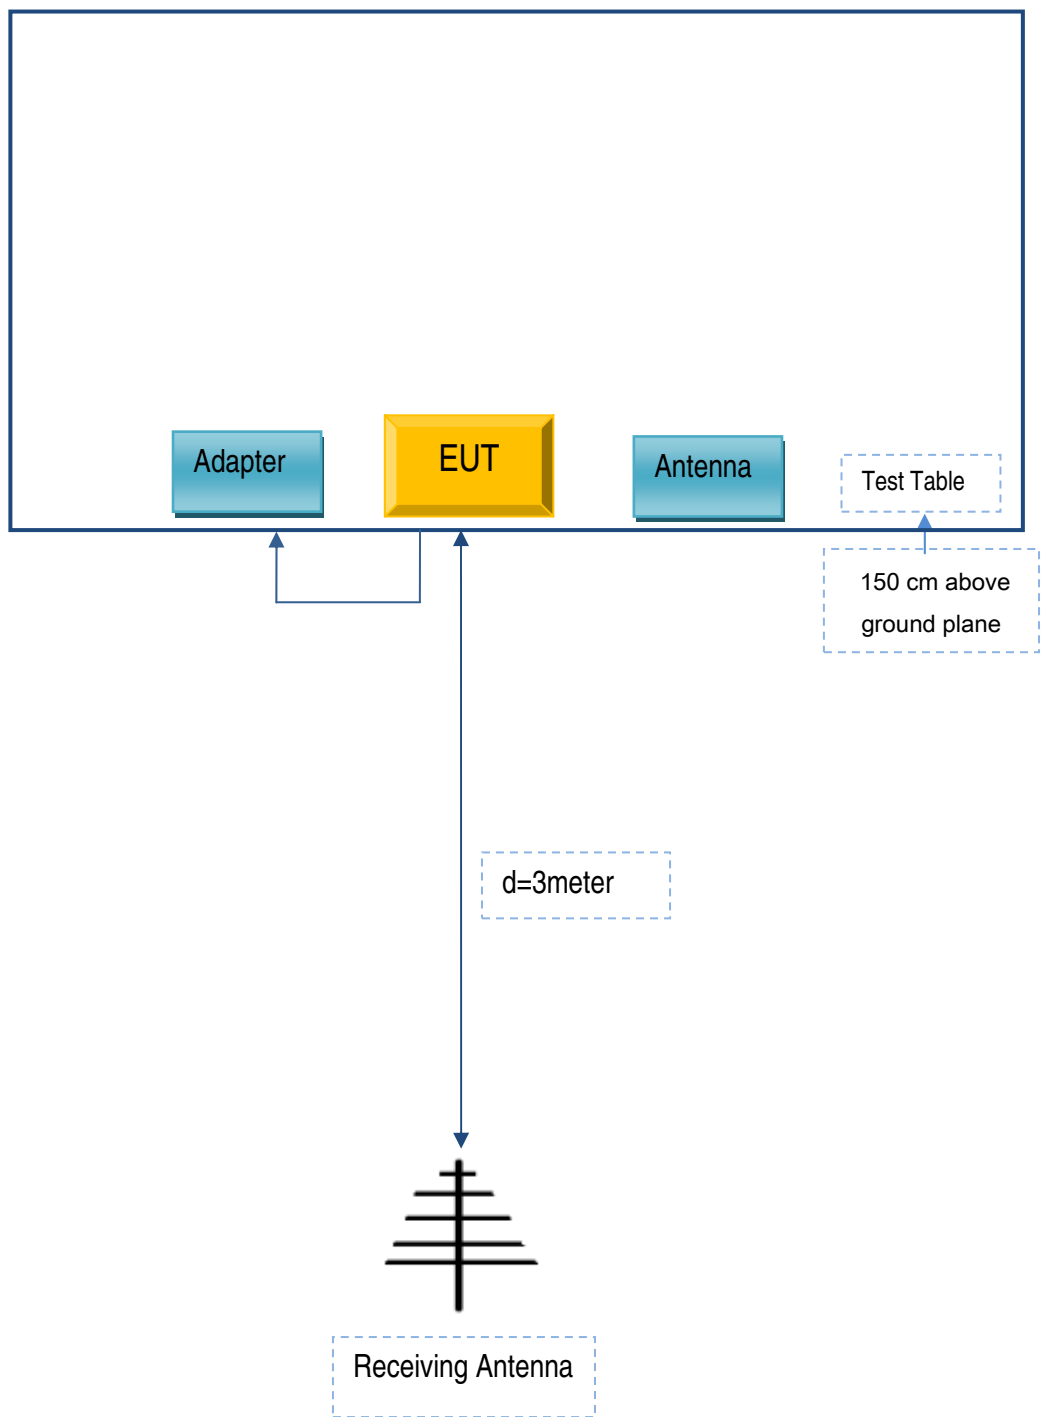 Adapter
EUT
Antenna
Test Table
150 cm above
ground plane
d=3meter
Receiving Antenna